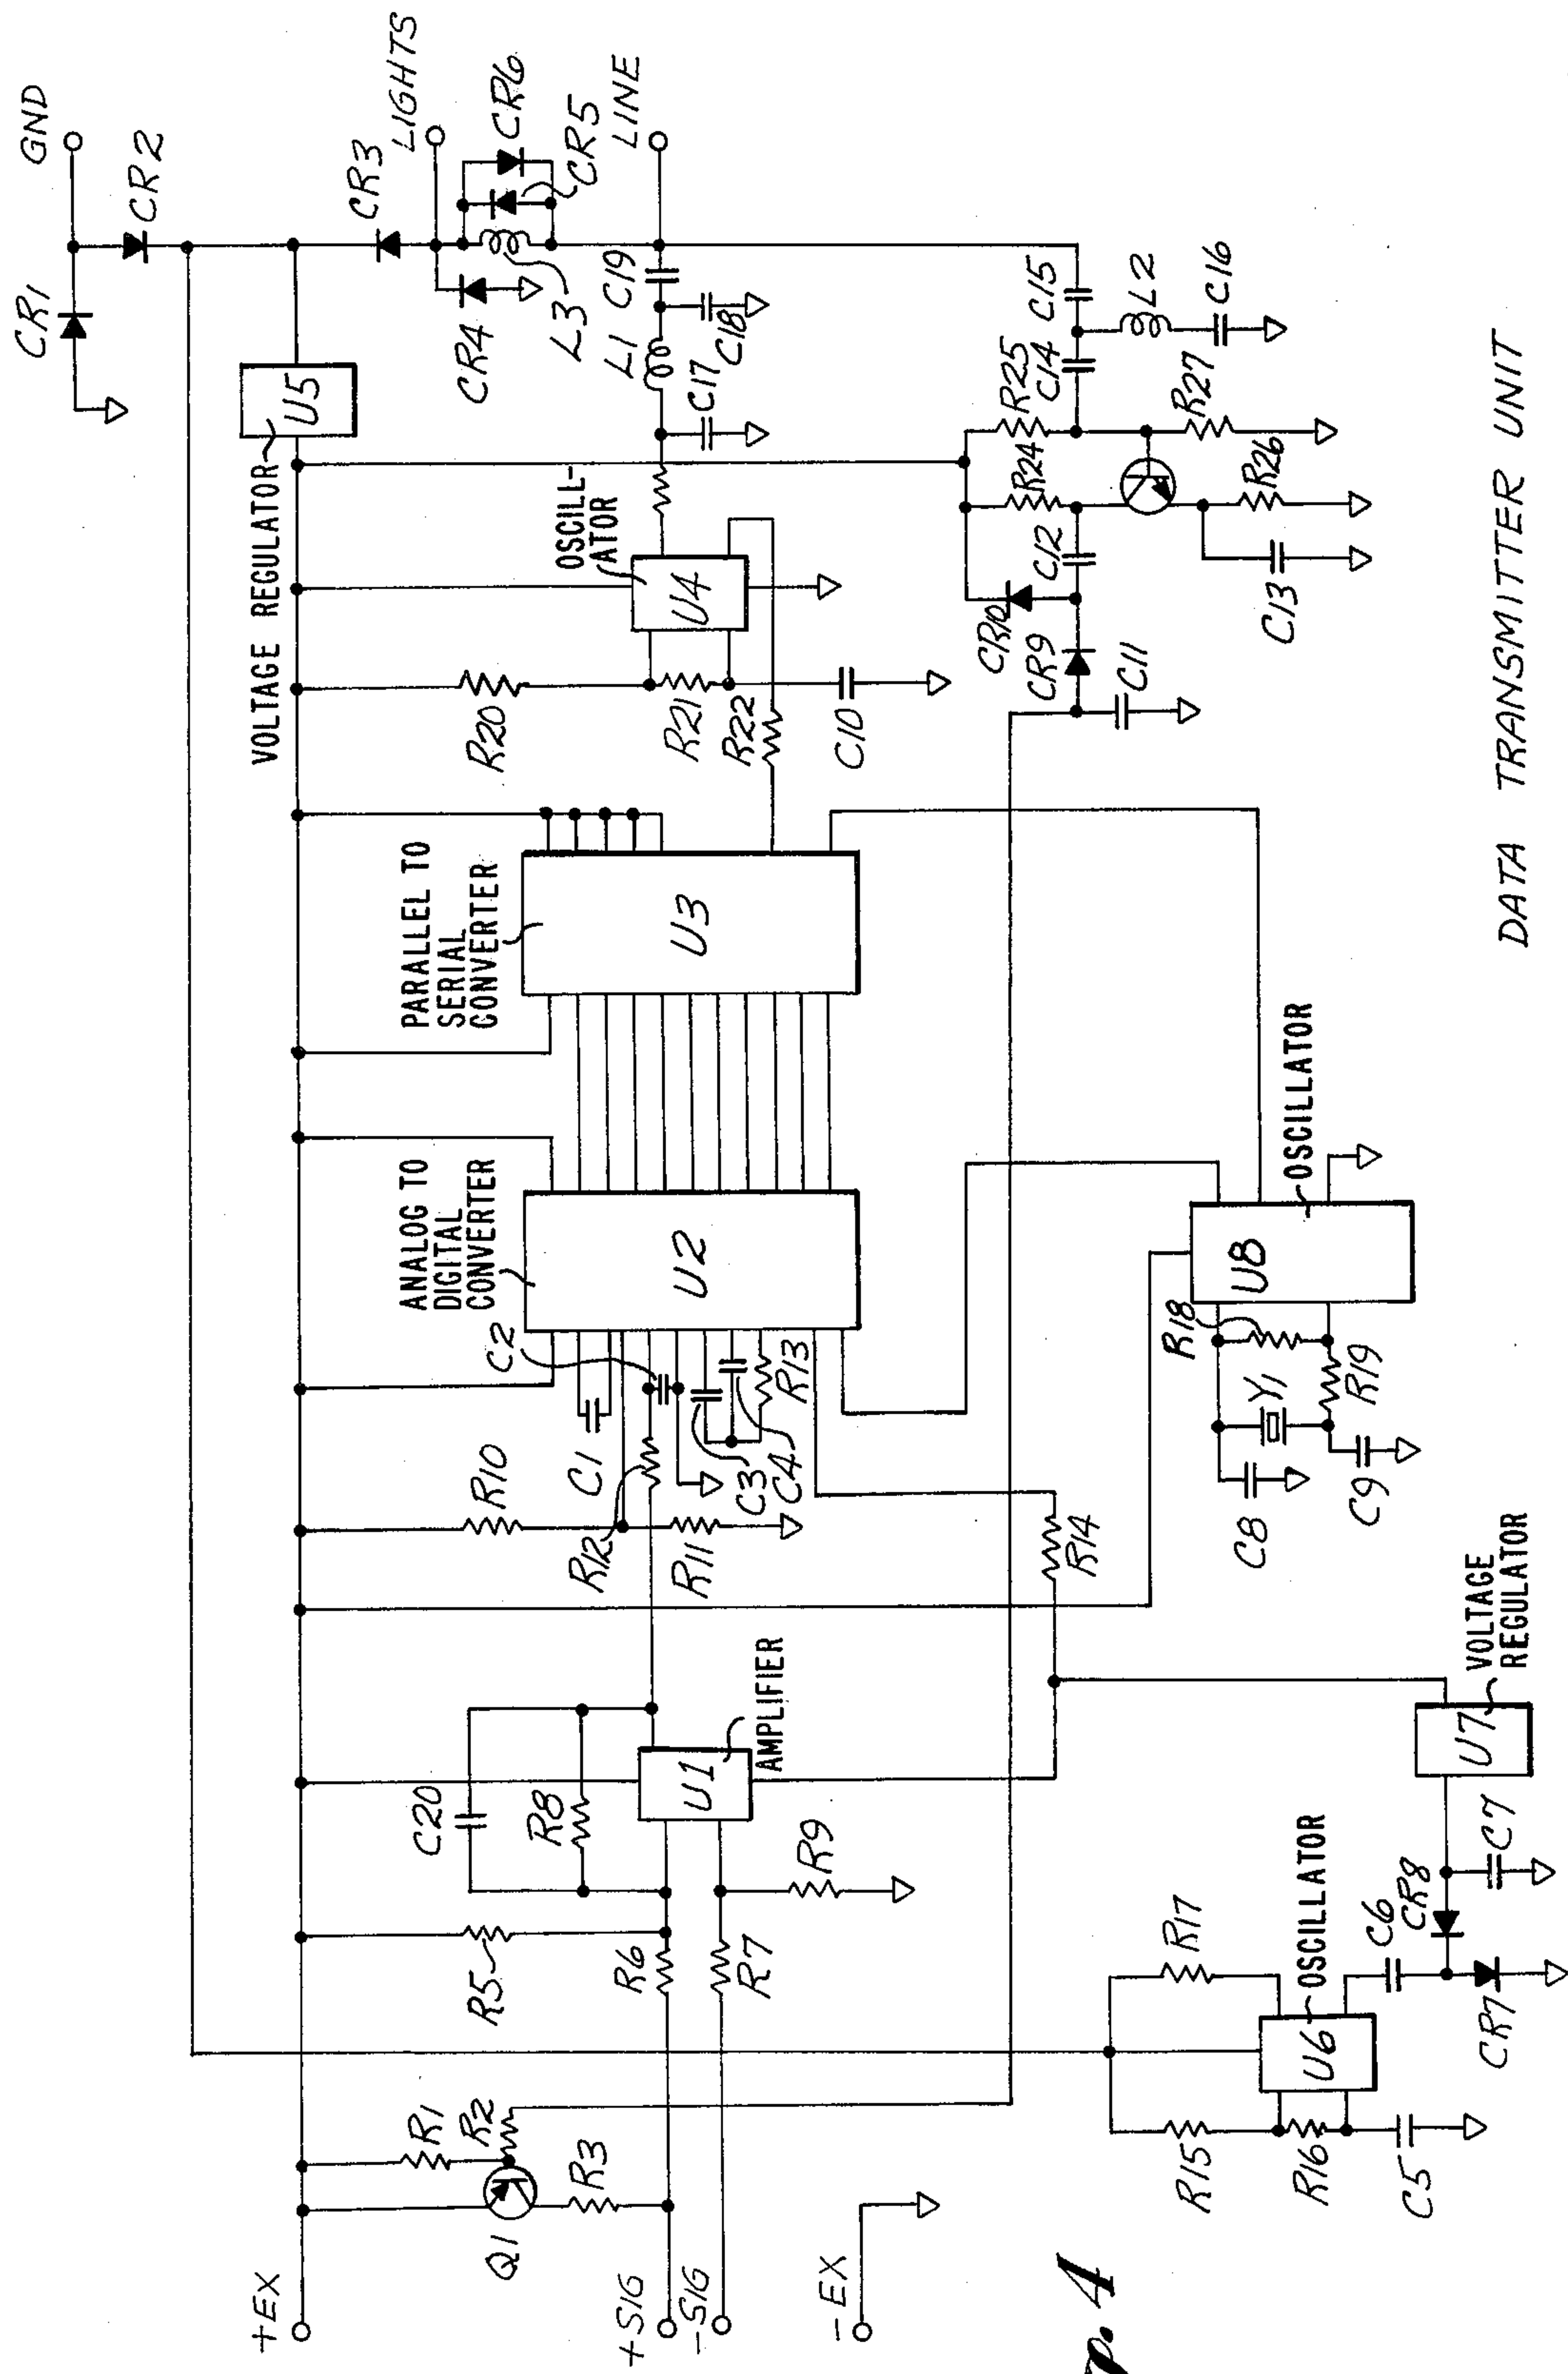 GND
CR1
CR2
CR3
LIGHTS
CR6
CR5
CR4
L3
LINE
U5
VOLTAGE REGULATOR
C19
L1
C18
C17
OSCILL-
ATOR
U4
R20
R21
R22
C10
C15
L2
C16
C14
R25
R24
R27
R26
C12
C13
CR10
CR9
C11
PARALLEL TO
SERIAL
CONVERTER
U3
ANALOG TO
DIGITAL
CONVERTER
U2
C2
C1
R10
R12
R11
C3
C4
R13
R14
OSCILLATOR
U8
R18
Y1
R19
C8
C9
VOLTAGE
REGULATOR
U7
C7
CR8
C6
CR7
AMPLIFIER
U1
C20
R8
R9
R5
R6
R7
R17
OSCILLATOR
U6
R15
R16
C5
R1
R2
R3
Q1
+EX
+SIG
-SIG
-EX
DATA TRANSMITTER UNIT
4